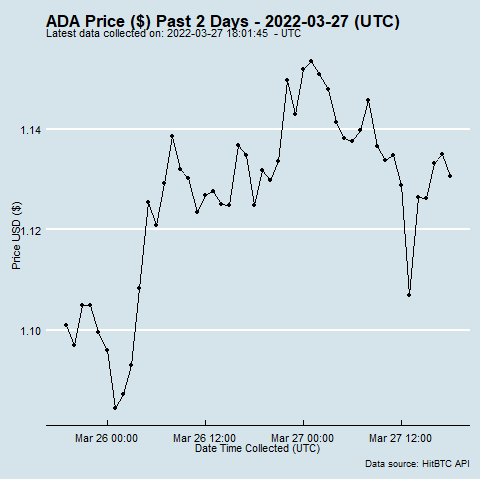 ADA Price ($) Past 2 Days - 2022-03-27 (UTC)
Latest data collected on: 2022-03-27 18:01:45 - UTC
Price USD ($)
1.14
1.12
1.10
Mar 26 00:00 Mar 26 12:00 Mar 27 00:00 Mar 27 12:00
Date Time Collected (UTC)
Data source: HitBTC API